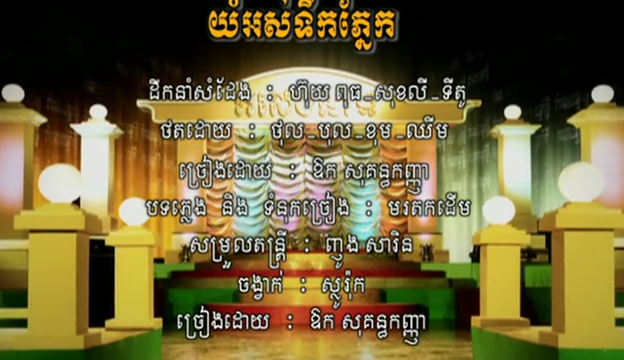 យំអស់ទឹកភ្នែក
ដឹកនាំសំដែង : ហ៊ុយ ពុធ_សុខលី_ទីតូ
ថតដោយ : ថុល_បុល_ខុម_ឈីម
ច្រៀងដោយ : ឱក សុគន្ធកញ្ញា
បទភ្លេង និង ទំនុកច្រៀង : មរតកដើម
សម្រួលតន្ត្រី : ញូង សារិន
ចង្វាក់ : ស្លូរ៉ុក
ច្រៀងដោយ : ឱក សុគន្ធកញ្ញា